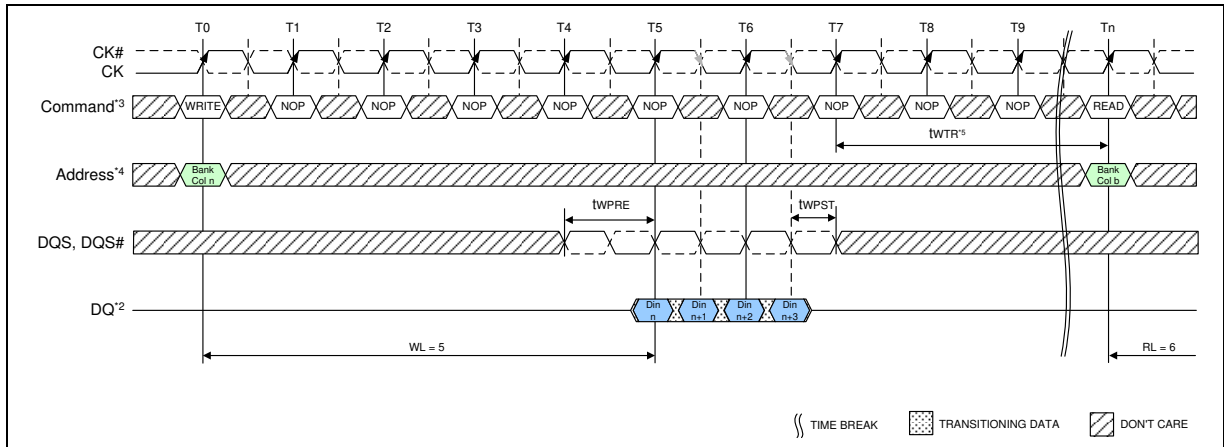 T0 T1 T2 T3 T4 T5 T6 T7 T8 T9 Tn
CK#
CK
Command*3 WRITE NOP NOP NOP NOP NOP NOP NOP NOP NOP READ
tWTR*5
Address*4 Bank Col n Bank Col b
tWPRE tWPST
DQS, DQS#
DQ*2 Din n Din n+1 Din n+2 Din n+3
WL = 5 RL = 6
TIME BREAK TRANSITIONING DATA DON'T CARE